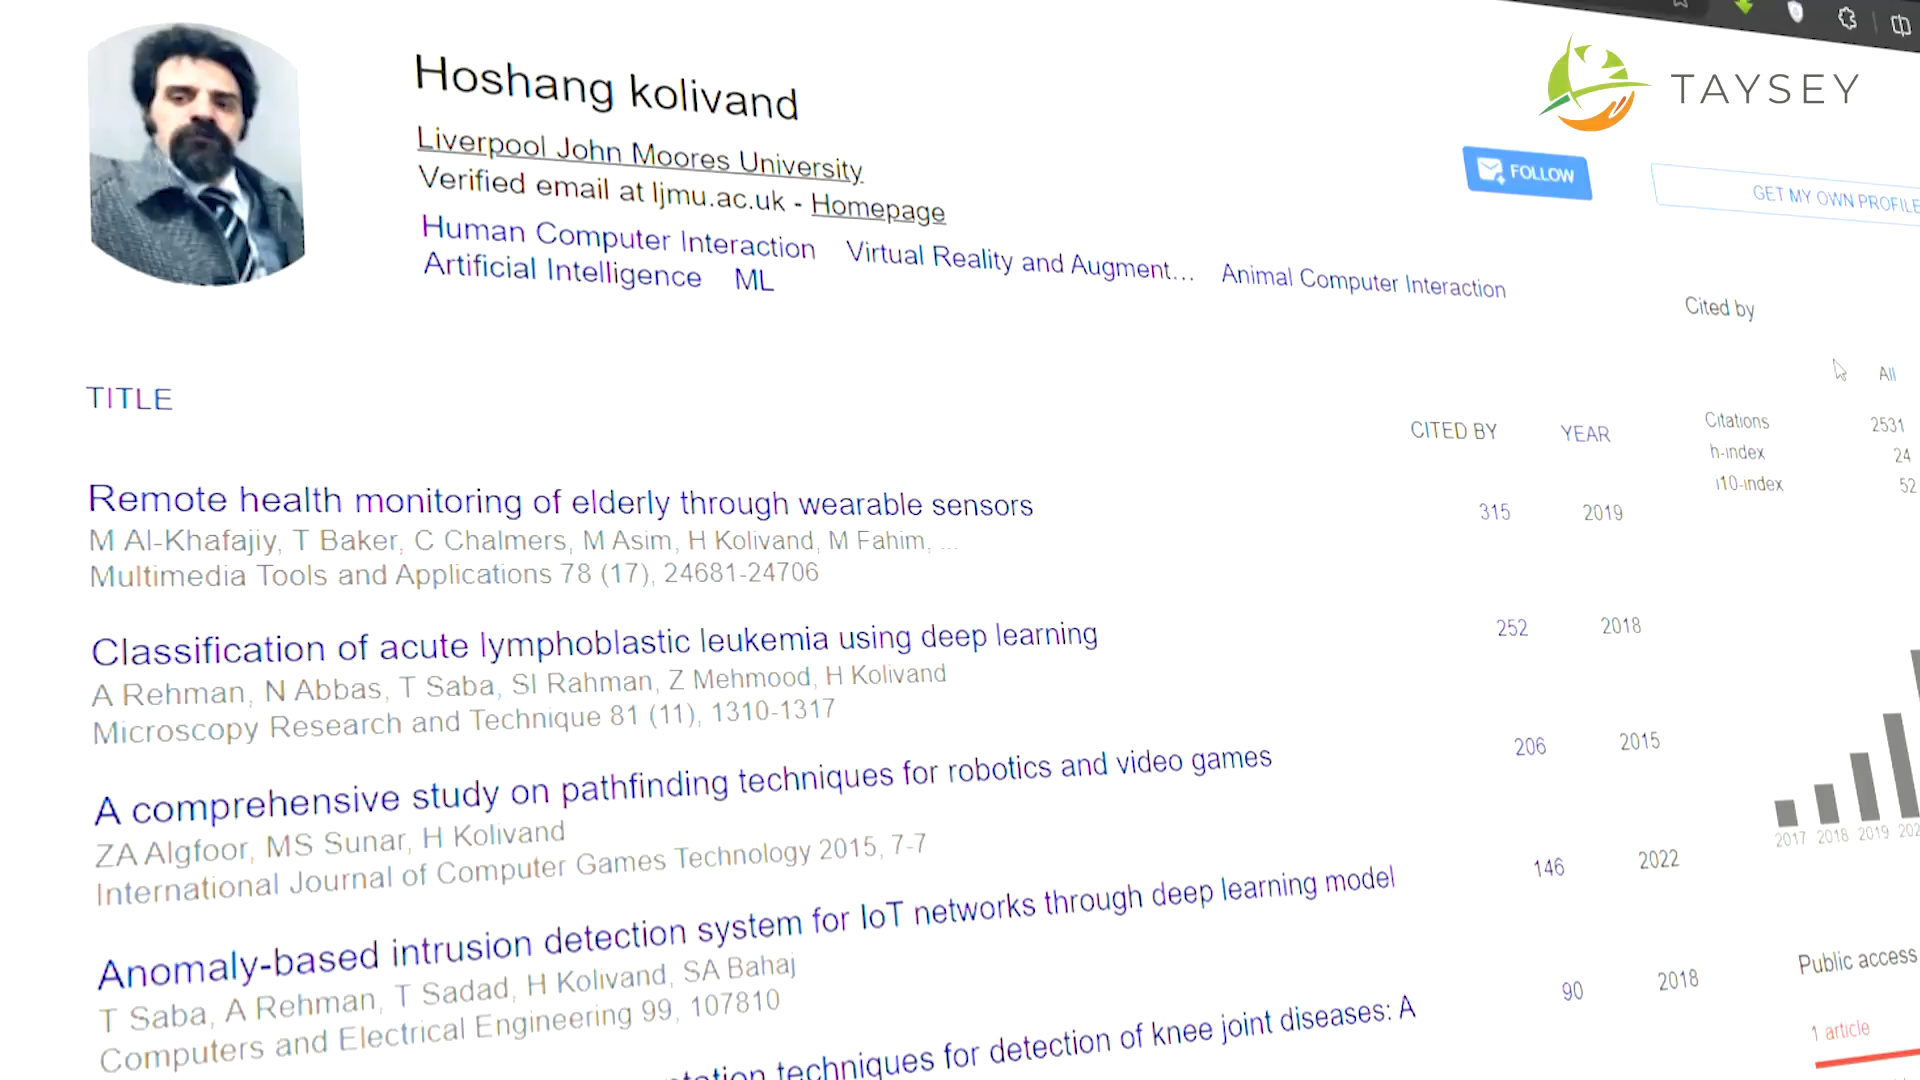 TAYSEY
Hoshang kolivand
FOLLOW
GET MY OWN PROFILE
Liverpool John Moores University
Verified email at ljmu.ac.uk - Homepage
Human Computer Interaction Virtual Reality and Augment... Animal Computer Interaction
Artificial Intelligence ML
Cited by
All
Citations 2531
h-index 24
i10-index 52
TITLE CITED BY YEAR
Remote health monitoring of elderly through wearable sensors 315 2019
M Al-Khafajiy, T Baker, C Chalmers, M Asim, H Kolivand, M Fahim, ...
Multimedia Tools and Applications 78 (17), 24681-24706
Classification of acute lymphoblastic leukemia using deep learning 252 2018
A Rehman, N Abbas, T Saba, SI Rahman, Z Mehmood, H Kolivand
Microscopy Research and Technique 81 (11), 1310-1317
A comprehensive study on pathfinding techniques for robotics and video games 206 2015
ZA Algfoor, MS Sunar, H Kolivand
International Journal of Computer Games Technology 2015, 7-7
Anomaly-based intrusion detection system for IoT networks through deep learning model 146 2022
T Saba, A Rehman, T Sadad, H Kolivand, SA Bahaj
Computers and Electrical Engineering 99, 107810
techniques for detection of knee joint diseases: A 90 2018
2017 2018 2019
Public access
1 article